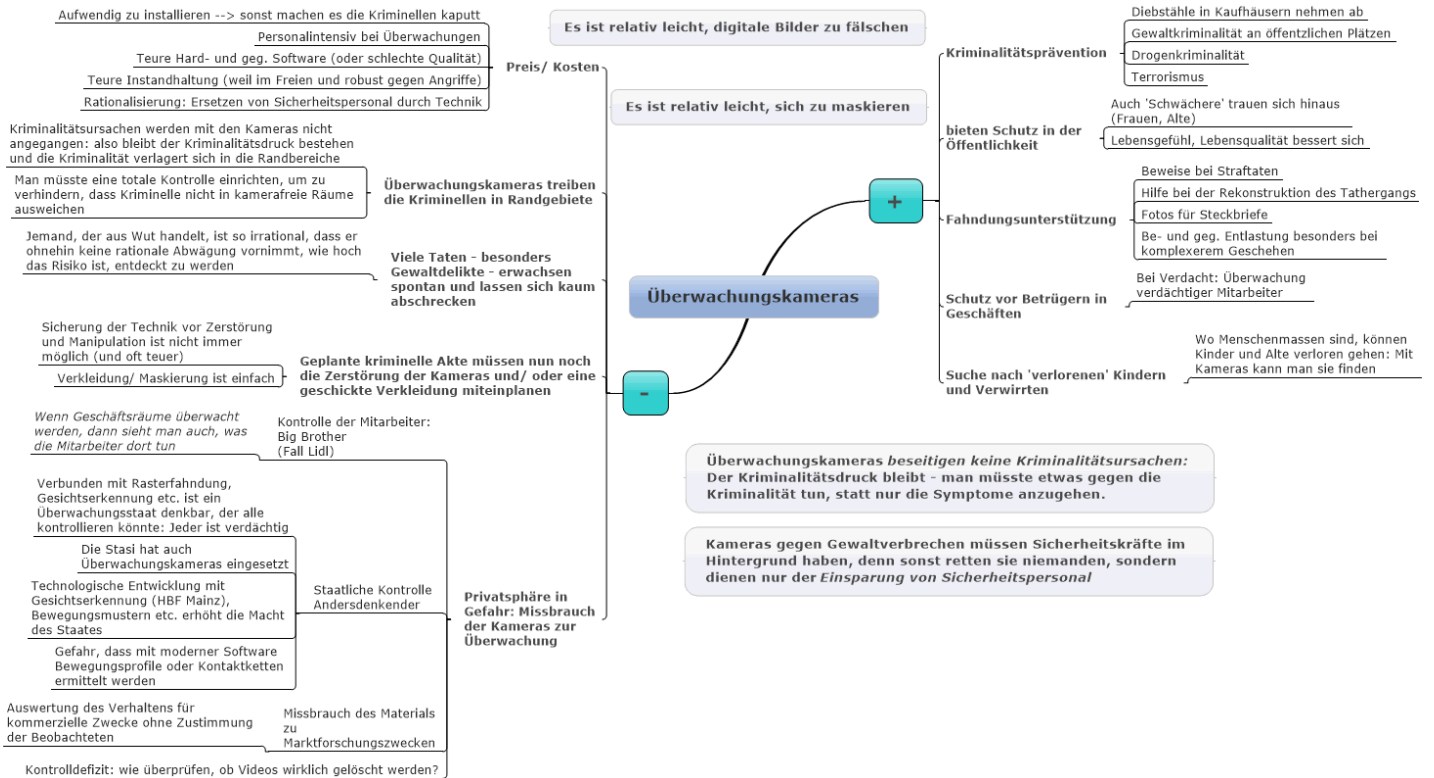 Überwachungskameras
+
Kriminalitätsprävention
Diebstähle in Kaufhäusern nehmen ab
Gewaltkriminalität an öffentlichen Plätzen
Drogenkriminalität
Terrorismus
bieten Schutz in der
Öffentlichkeit
Auch 'Schwächere' trauen sich hinaus
(Frauen, Alte)
Lebensgefühl, Lebensqualität bessert sich
Fahndungsunterstützung
Beweise bei Straftaten
Hilfe bei der Rekonstruktion des Tathergangs
Fotos für Steckbriefe
Be- und geg. Entlastung besonders bei
komplexerem Geschehen
Schutz vor Betrügern in
Geschäften
Bei Verdacht: Überwachung
verdächtiger Mitarbeiter
Suche nach 'verlorenen' Kindern
und Verwirrten
Wo Menschenmassen sind, können
Kinder und Alte verloren gehen: Mit
Kameras kann man sie finden
-
Preis/ Kosten
Aufwendig zu installieren --> sonst machen es die Kriminellen kaputt
Personalintensiv bei Überwachungen
Teure Hard- und geg. Software (oder schlechte Qualität)
Teure Instandhaltung (weil im Freien und robust gegen Angriffe)
Rationalisierung: Ersetzen von Sicherheitspersonal durch Technik
Überwachungskameras treiben
die Kriminellen in Randgebiete
Kriminalitätsursachen werden mit den Kameras nicht
angegangen: also bleibt der Kriminalitätsdruck bestehen
und die Kriminalität verlagert sich in die Randbereiche
Man müsste eine totale Kontrolle einrichten, um zu
verhindern, dass Kriminelle nicht in kamerafreie Räume
ausweichen
Viele Taten - besonders
Gewaltdelikte - erwachsen
spontan und lassen sich kaum
abschrecken
Jemand, der aus Wut handelt, ist so irrational, dass er
ohnehin keine rationale Abwägung vornimmt, wie hoch
das Risiko ist, entdeckt zu werden
Geplante kriminelle Akte müssen nun noch
die Zerstörung der Kameras und/ oder eine
geschickte Verkleidung miteinplanen
Sicherung der Technik vor Zerstörung
und Manipulation ist nicht immer
möglich (und oft teuer)
Verkleidung/ Maskierung ist einfach
Privatsphäre in
Gefahr: Missbrauch
der Kameras zur
Überwachung
Kontrolle der Mitarbeiter:
Big Brother
(Fall Lidl)
Wenn Geschäftsräume überwacht
werden, dann sieht man auch, was
die Mitarbeiter dort tun
Staatliche Kontrolle
Andersdenkender
Verbunden mit Rasterfahndung,
Gesichtserkennung etc. ist ein
Überwachungsstaat denkbar, der alle
kontrollieren könnte: Jeder ist verdächtig
Die Stasi hat auch
Überwachungskameras eingesetzt
Technologische Entwicklung mit
Gesichtserkennung (HBF Mainz),
Bewegungsmustern etc. erhöht die Macht
des Staates
Gefahr, dass mit moderner Software
Bewegungsprofile oder Kontaktketten
ermittelt werden
Missbrauch des Materials
zu
Marktforschungszwecken
Auswertung des Verhaltens für
kommerzielle Zwecke ohne Zustimmung
der Beobachteten
Kontrolldefizit: wie überprüfen, ob Videos wirklich gelöscht werden?
Es ist relativ leicht, digitale Bilder zu fälschen
Es ist relativ leicht, sich zu maskieren
Überwachungskameras beseitigen keine Kriminalitätsursachen:
Der Kriminalitätsdruck bleibt - man müsste etwas gegen die
Kriminalität tun, statt nur die Symptome anzugehen.
Kameras gegen Gewaltverbrechen müssen Sicherheitskräfte im
Hintergrund haben, denn sonst retten sie niemanden, sondern
dienen nur der Einsparung von Sicherheitspersonal